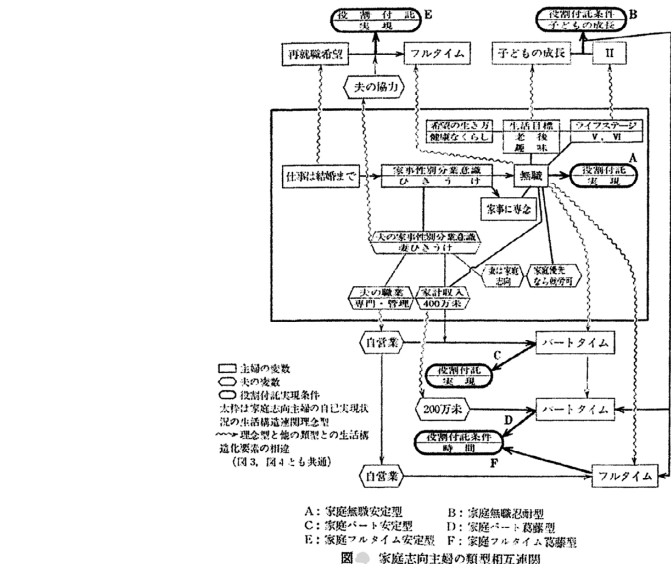 役割付託
実現
E
役割付託条件
子どもの成長
B
再就職希望
フルタイム
子どもの成長
II
夫の協力
希望の生き方
健康なくらし
生活目標
老後
趣味
ライフステージ
V、VI
A
仕事は結婚まで
家事性別分業意識
ひきうけ
無職
役割付託
実現
家事に専念
夫の家事性別分業意識
妻ひきうけ
妻は家庭
志向
家庭優先
なら就労可
夫の職業
専門・管理
家計収入
400万未
自営業
パートタイム
C
役割付託
実現
200万未
パートタイム
D
役割付託条件
時間
F
自営業
フルタイム
主婦の変数
夫の変数
役割付託実現条件
太枠は家庭志向主婦の自己実現状
況の生活構造連関理念型
理念型と他の類型との生活構
造化要素の相違
(図3, 図4とも共通)
A：家庭無職安定型
B：家庭無職忍耐型
C：家庭パート安定型
D：家庭パート葛藤型
E：家庭フルタイム安定型
F：家庭フルタイム葛藤型
図 家庭志向主婦の類型相互連関